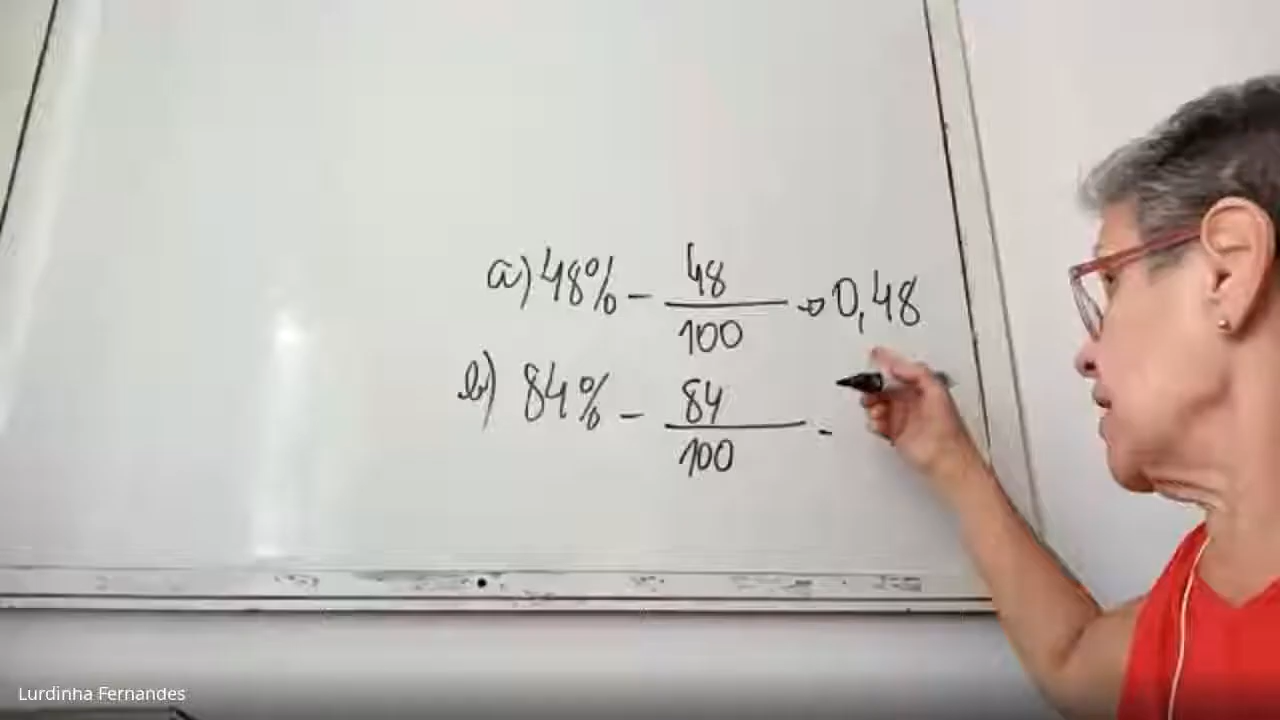 a) 48% – 48/100 → 0,48
b) 84% – 84/100 -
Lurdinha Fernandes